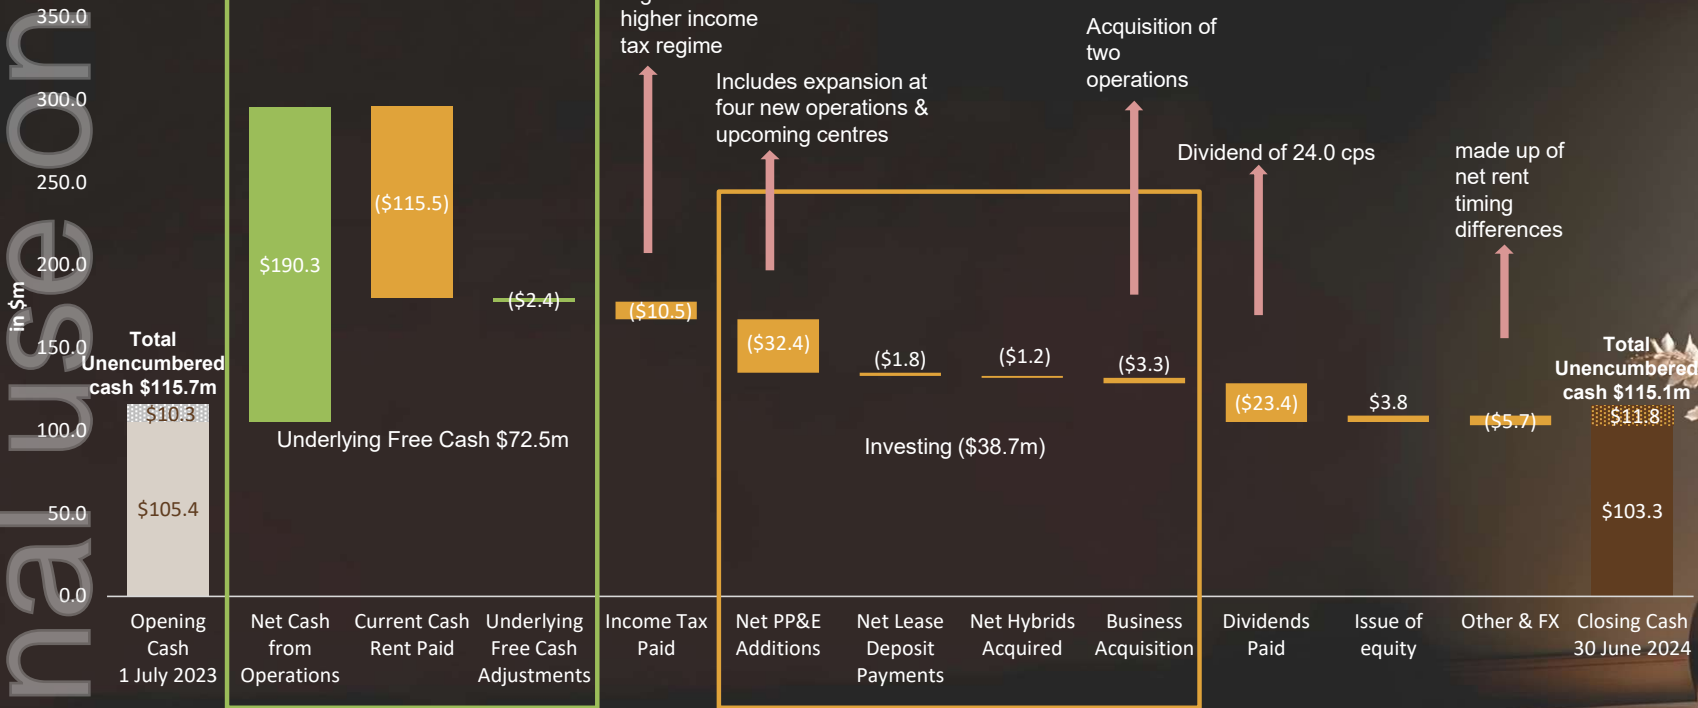 350.0
300.0
250.0
200.0
150.0
100.0
50.0
0.0
in $m
nal use on
higher income
tax regime
Includes expansion at
four new operations &
upcoming centres
Acquisition of
two
operations
Dividend of 24.0 cps
made up of
net rent
timing
differences
Total
Unencumbered
cash $115.7m
$10.3
$105.4
$190.3
($115.5)
($2.4)
Underlying Free Cash $72.5m
($10.5)
($32.4)
($1.8)
($1.2)
($3.3)
Investing ($38.7m)
($23.4)
$3.8
($5.7)
Total
Unencumbered
cash $115.1m
$11.8
$103.3
Opening
Cash
1 July 2023
Net Cash
from
Operations
Current Cash
Rent Paid
Underlying
Free Cash
Adjustments
Income Tax
Paid
Net PP&E
Additions
Net Lease
Deposit
Payments
Net Hybrids
Acquired
Business
Acquisition
Dividends
Paid
Issue of
equity
Other & FX
Closing Cash
30 June 2024